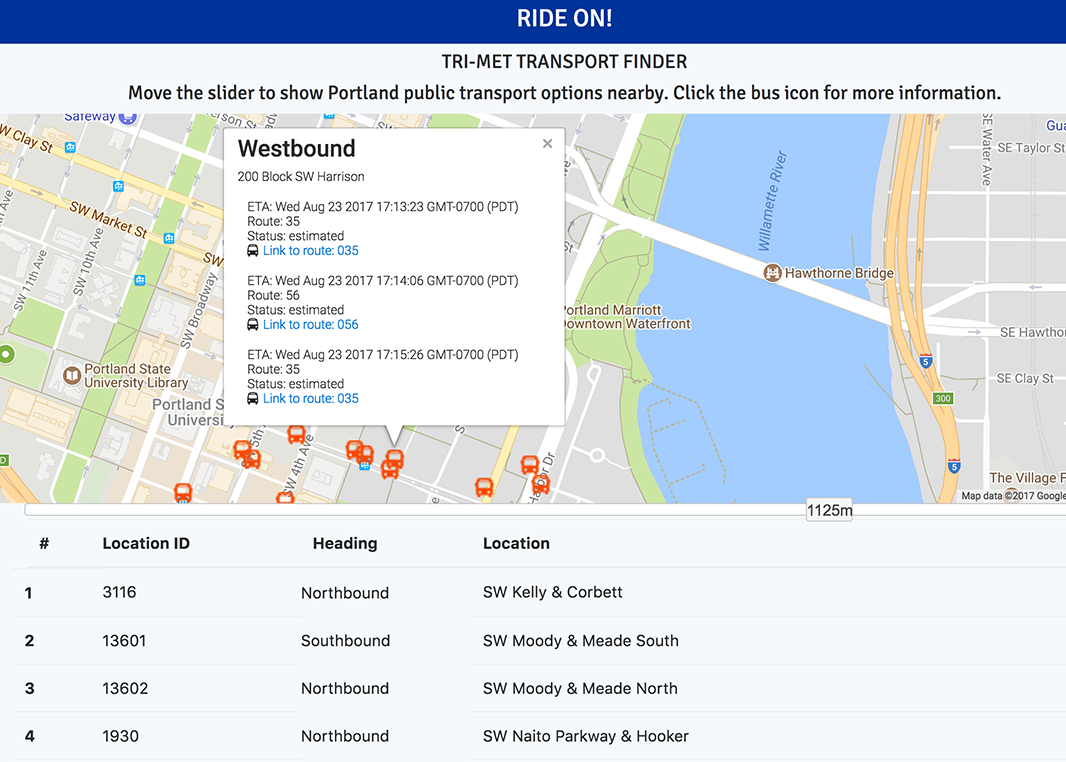 RIDE ON!
TRI-MET TRANSPORT FINDER
Move the slider to show Portland public transport options nearby. Click the bus icon for more information.
Safeway
W Clay St
SW Market St
SW 11th Ave
SW 10th Ave
SW Broadway
SW
Portland State
University Library
Portland S
Universi
5th
SW 4th Ave
Westbound
×
200 Block SW Harrison
ETA: Wed Aug 23 2017 17:13:23 GMT-0700 (PDT)
Route: 35
Status: estimated
Link to route: 035
ETA: Wed Aug 23 2017 17:14:06 GMT-0700 (PDT)
Route: 56
Status: estimated
Link to route: 056
ETA: Wed Aug 23 2017 17:15:26 GMT-0700 (PDT)
Route: 35
Status: estimated
Link to route: 035
Willamette River
Hawthorne Bridge
Portland Marriott
Downtown Waterfront
Harbor Dr
SE Water Ave
Gua
SE Taylor St
SE Hawthor
SE Clay St
5
300
5
The Village F
Map data ©2017 Google
1125m
# Location ID Heading Location
1 3116 Northbound SW Kelly & Corbett
2 13601 Southbound SW Moody & Meade South
3 13602 Northbound SW Moody & Meade North
4 1930 Northbound SW Naito Parkway & Hooker